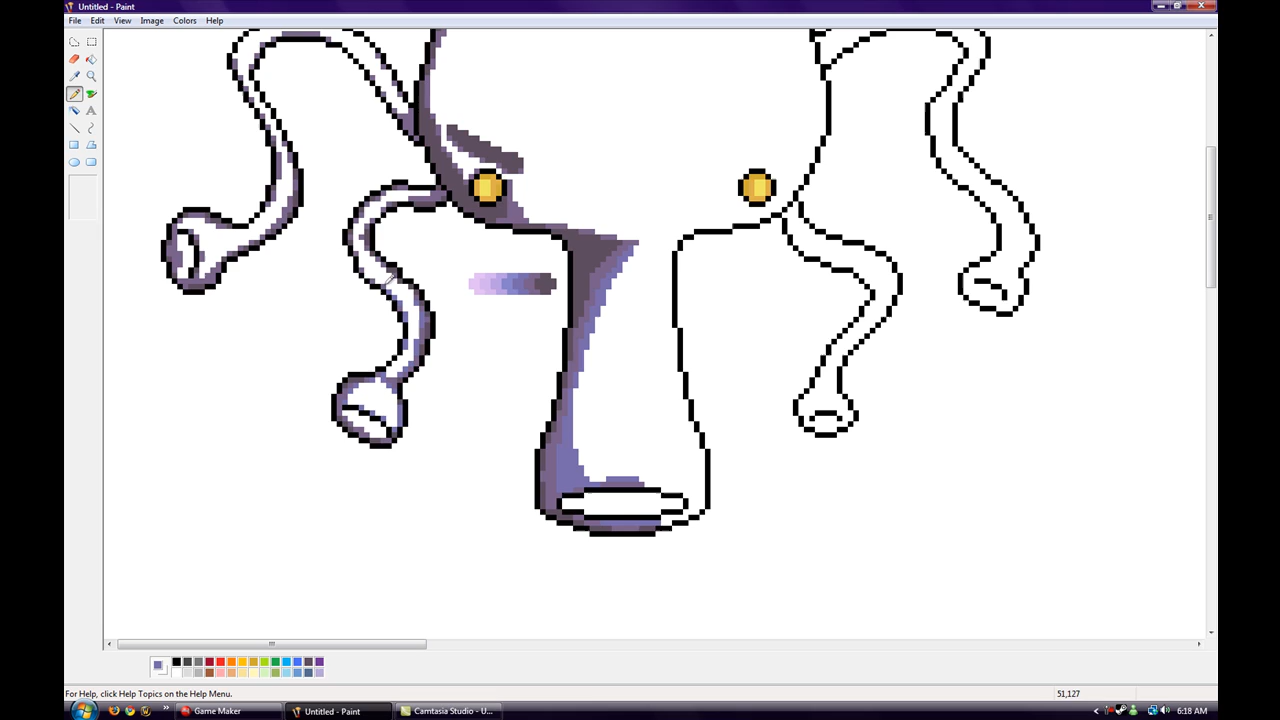 Untitled - Paint
File Edit View Image Colors Help
For Help, click Help Topics on the Help Menu.
51,127
Game Maker
Untitled - Paint
Camtasia Studio - U...
6:18 AM